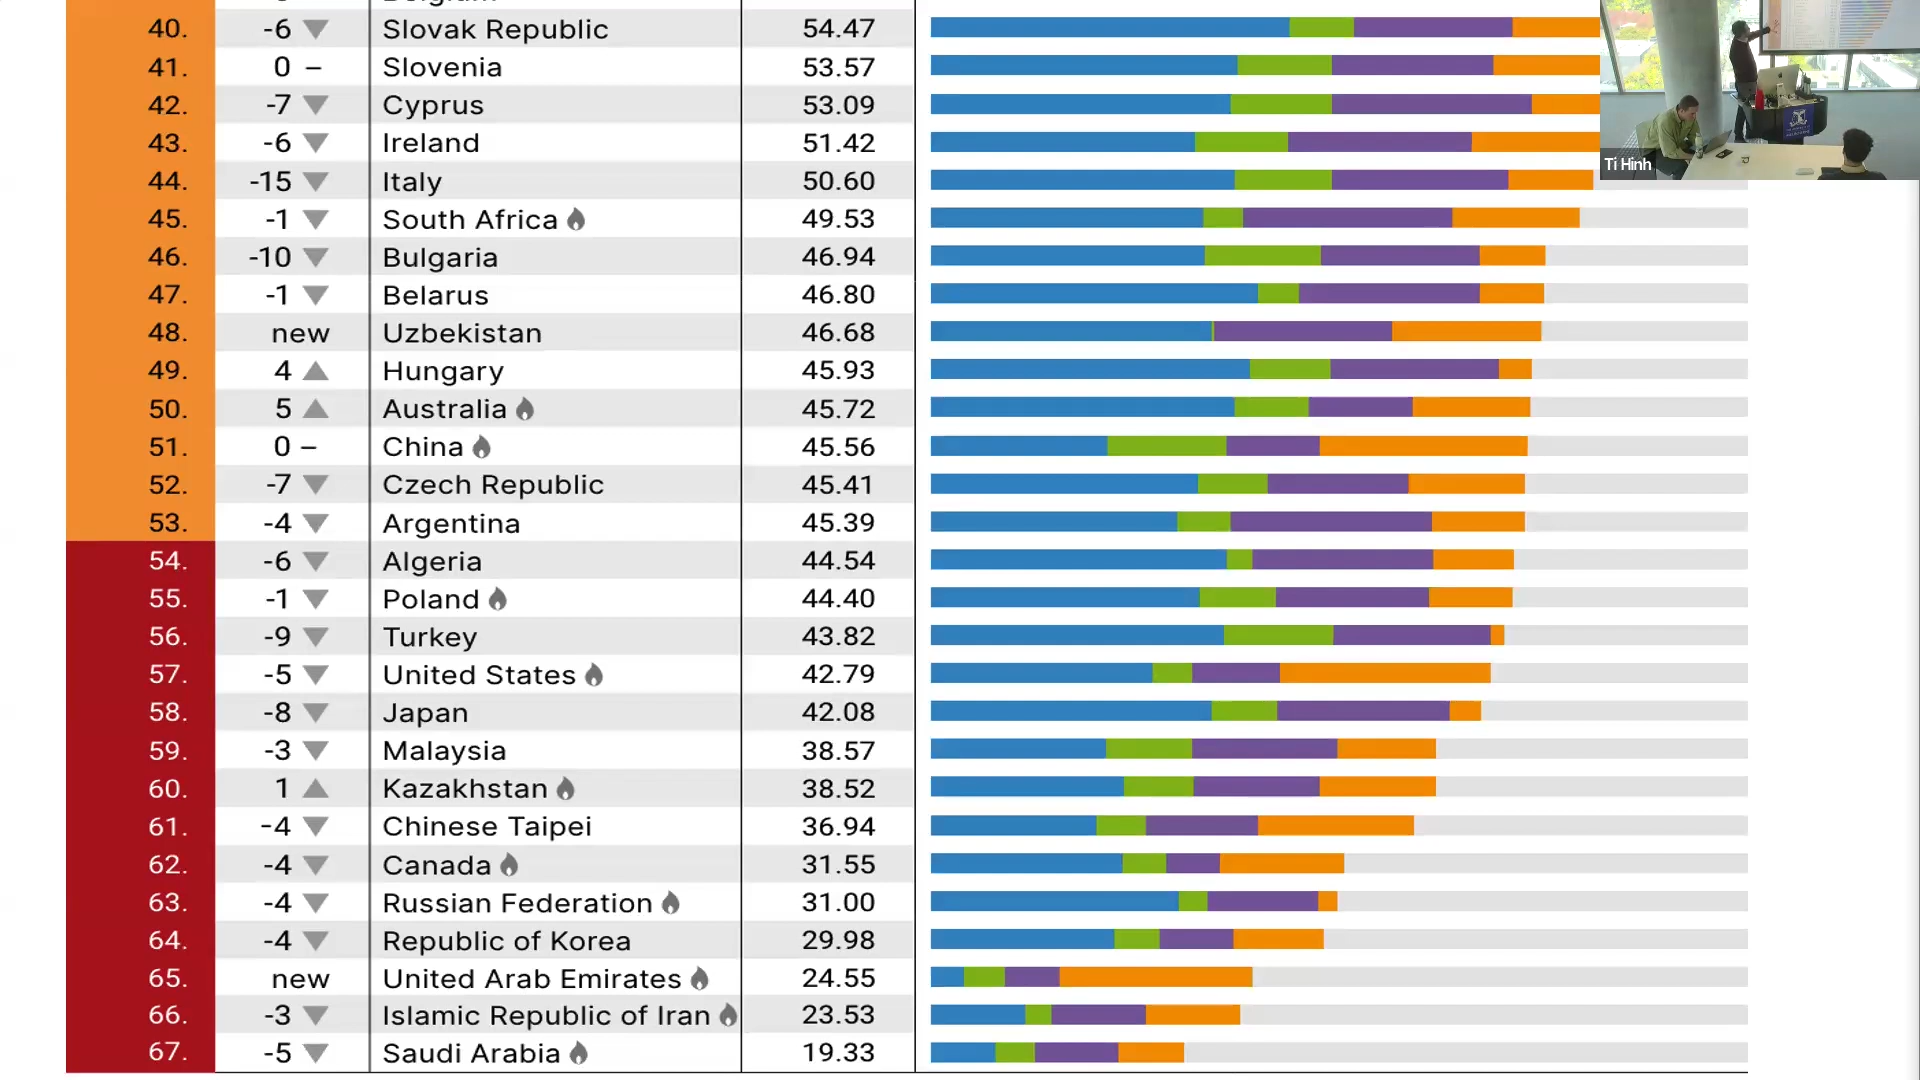 40. -6 ▼ Slovak Republic 54.47
41. 0 – Slovenia 53.57
42. -7 ▼ Cyprus 53.09
43. -6 ▼ Ireland 51.42
44. -15 ▼ Italy 50.60
45. -1 ▼ South Africa 49.53
46. -10 ▼ Bulgaria 46.94
47. -1 ▼ Belarus 46.80
48. new Uzbekistan 46.68
49. 4 ▲ Hungary 45.93
50. 5 ▲ Australia 45.72
51. 0 – China 45.56
52. -7 ▼ Czech Republic 45.41
53. -4 ▼ Argentina 45.39
54. -6 ▼ Algeria 44.54
55. -1 ▼ Poland 44.40
56. -9 ▼ Turkey 43.82
57. -5 ▼ United States 42.79
58. -8 ▼ Japan 42.08
59. -3 ▼ Malaysia 38.57
60. 1 ▲ Kazakhstan 38.52
61. -4 ▼ Chinese Taipei 36.94
62. -4 ▼ Canada 31.55
63. -4 ▼ Russian Federation 31.00
64. -4 ▼ Republic of Korea 29.98
65. new United Arab Emirates 24.55
66. -3 ▼ Islamic Republic of Iran 23.53
67. -5 ▼ Saudi Arabia 19.33
Ti Hinh